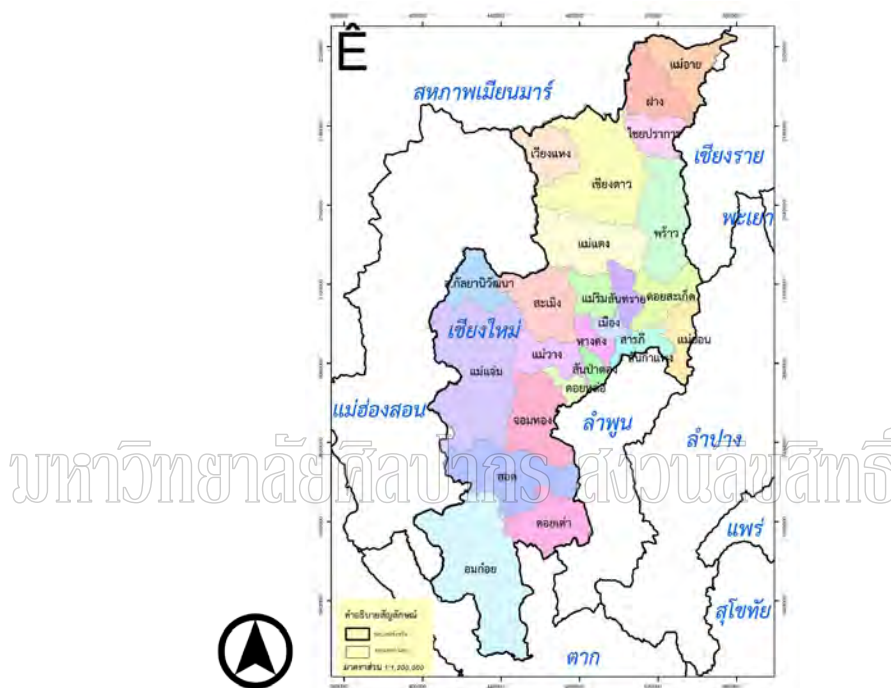 Ê
แม่อาย
สหภาพเมียนมาร์
ฝาง
ไชยปราการ
เวียงแหง
เชียงราย
เชียงดาว
พะเยา
พร้าว
แม่แตง
อ.กัลยานิวัฒนา
สะเมิง
แม่ริม
สันทราย
ดอยสะเก็ด
เชียงใหม่
เมือง
หางดง
สารภี
แม่ออน
แม่วาง
สันกำแพง
แม่แจ่ม
สันป่าตอง
ดอยหล่อ
แม่ฮ่องสอน
จอมทอง
ลำพูน
ลำปาง
มหาวิทยาลัยศิลปากร สงวนลิขสิทธิ์
ฮอด
ดอยเต่า
แพร่
อมก๋อย
สุโขทัย
คำอธิบายสัญลักษณ์
มาตราส่วน 1:1,200,000
ตาก